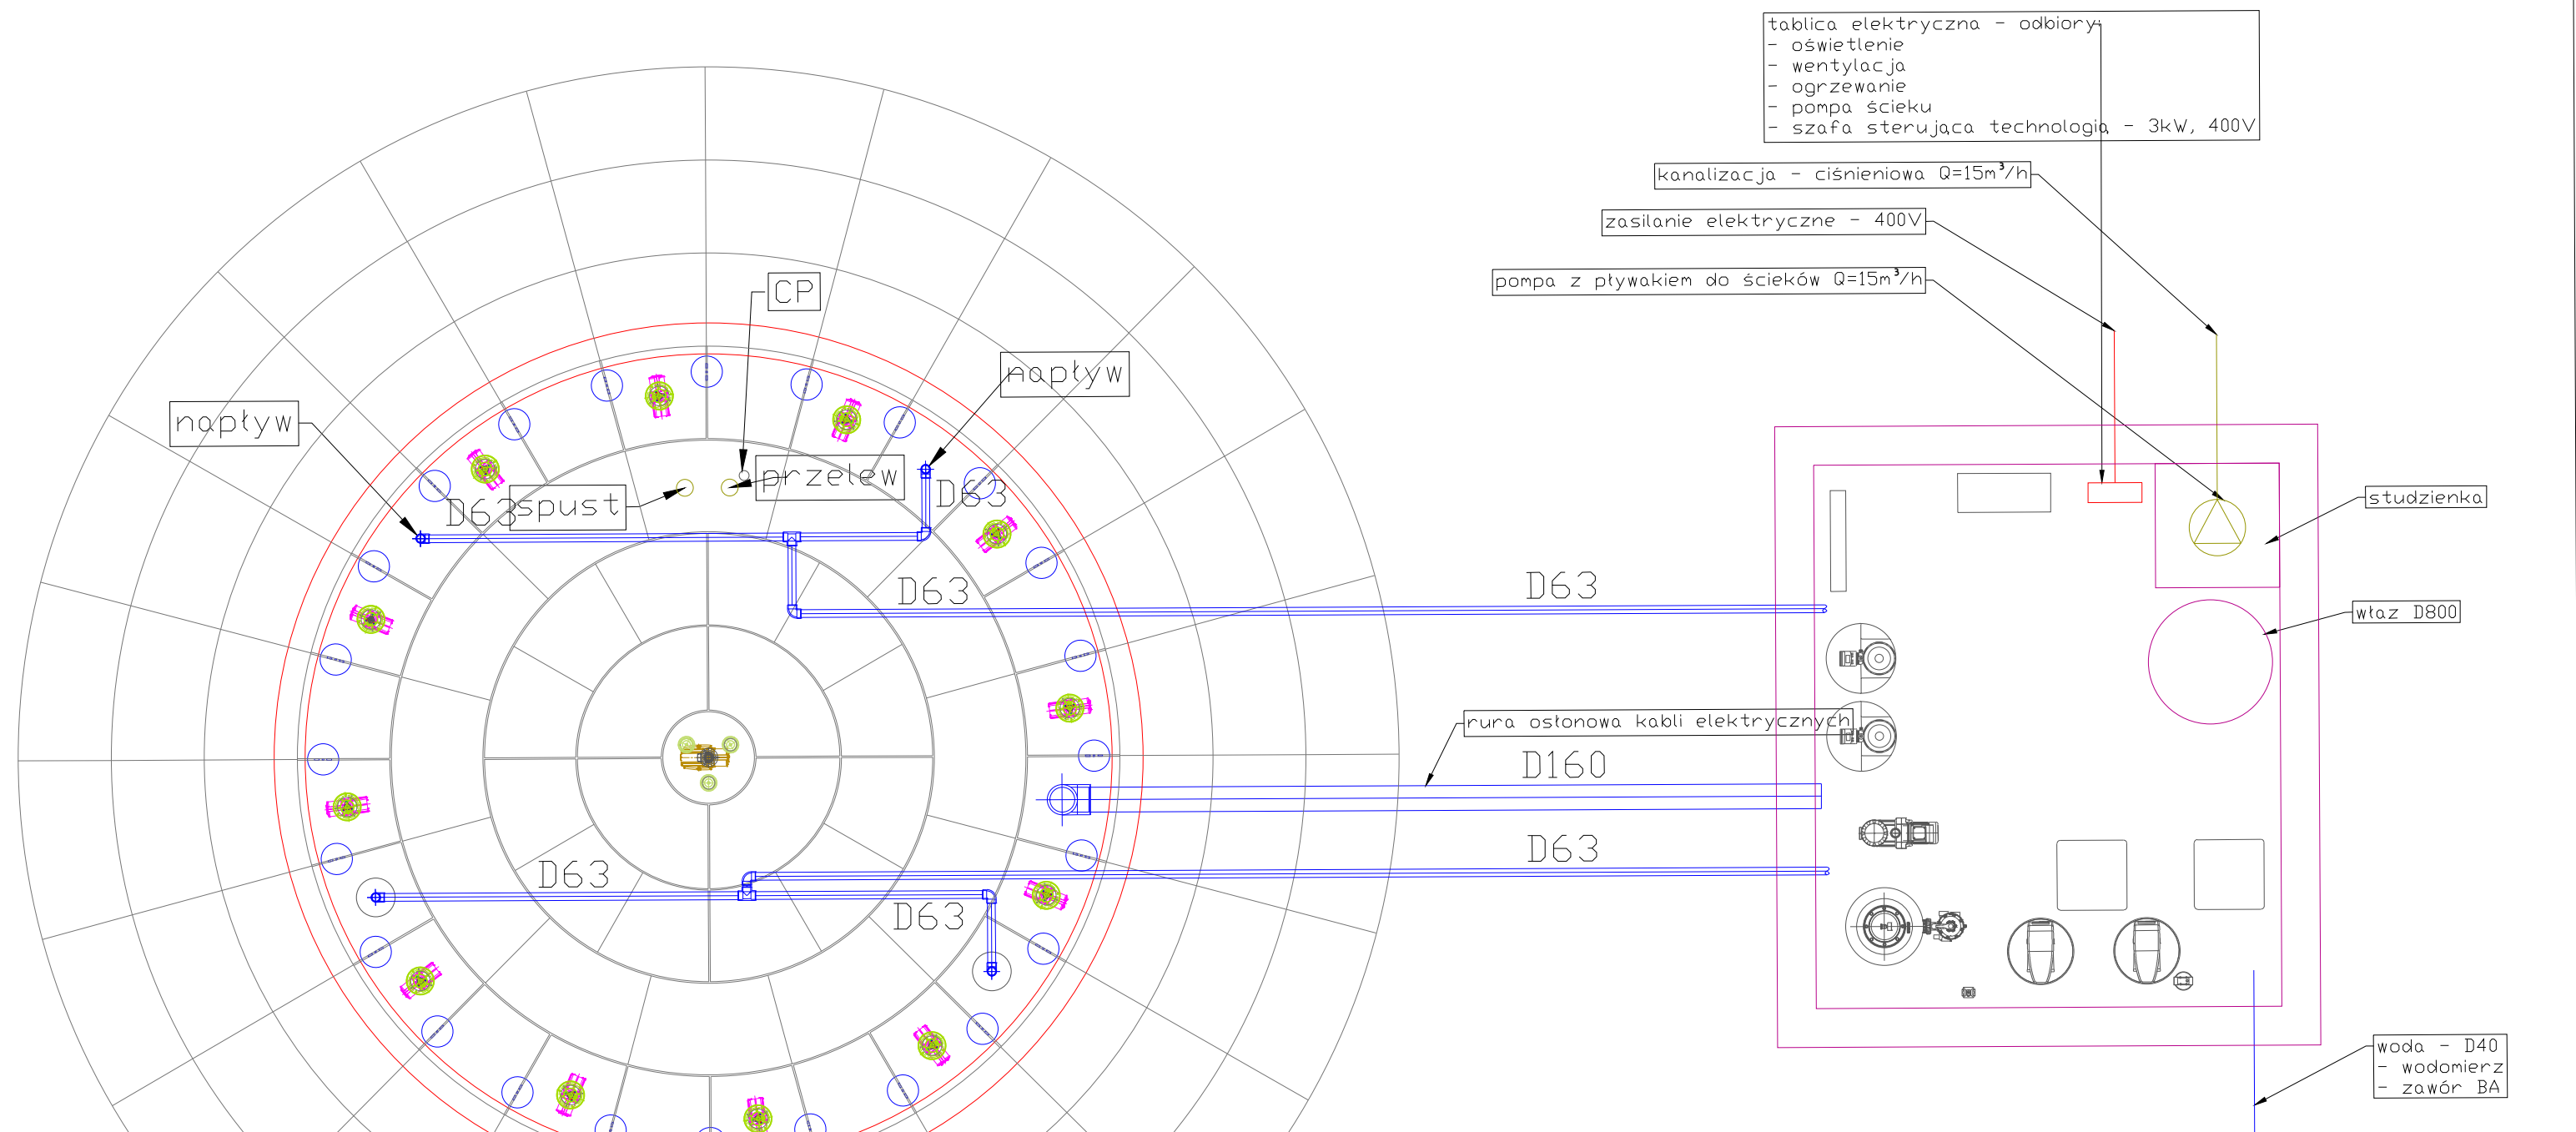 tablica elektryczna - odbiory
- oświetlenie
- wentylacja
- ogrzewanie
- pompa ścieku
- szafa sterująca technologią - 3kW, 400V
kanalizacja - ciśnieniowa Q=15m³/h
zasilanie elektryczne - 400V
pompa z pływakiem do ścieków Q=15m³/h
CP
napływ
napływ
przelew
spust
D63
D63
D63
D63
studzienka
właz D800
rura osłonowa kabli elektrycznych
D160
D63
D63
D63
woda - D40
- wodomierz
- zawór BA